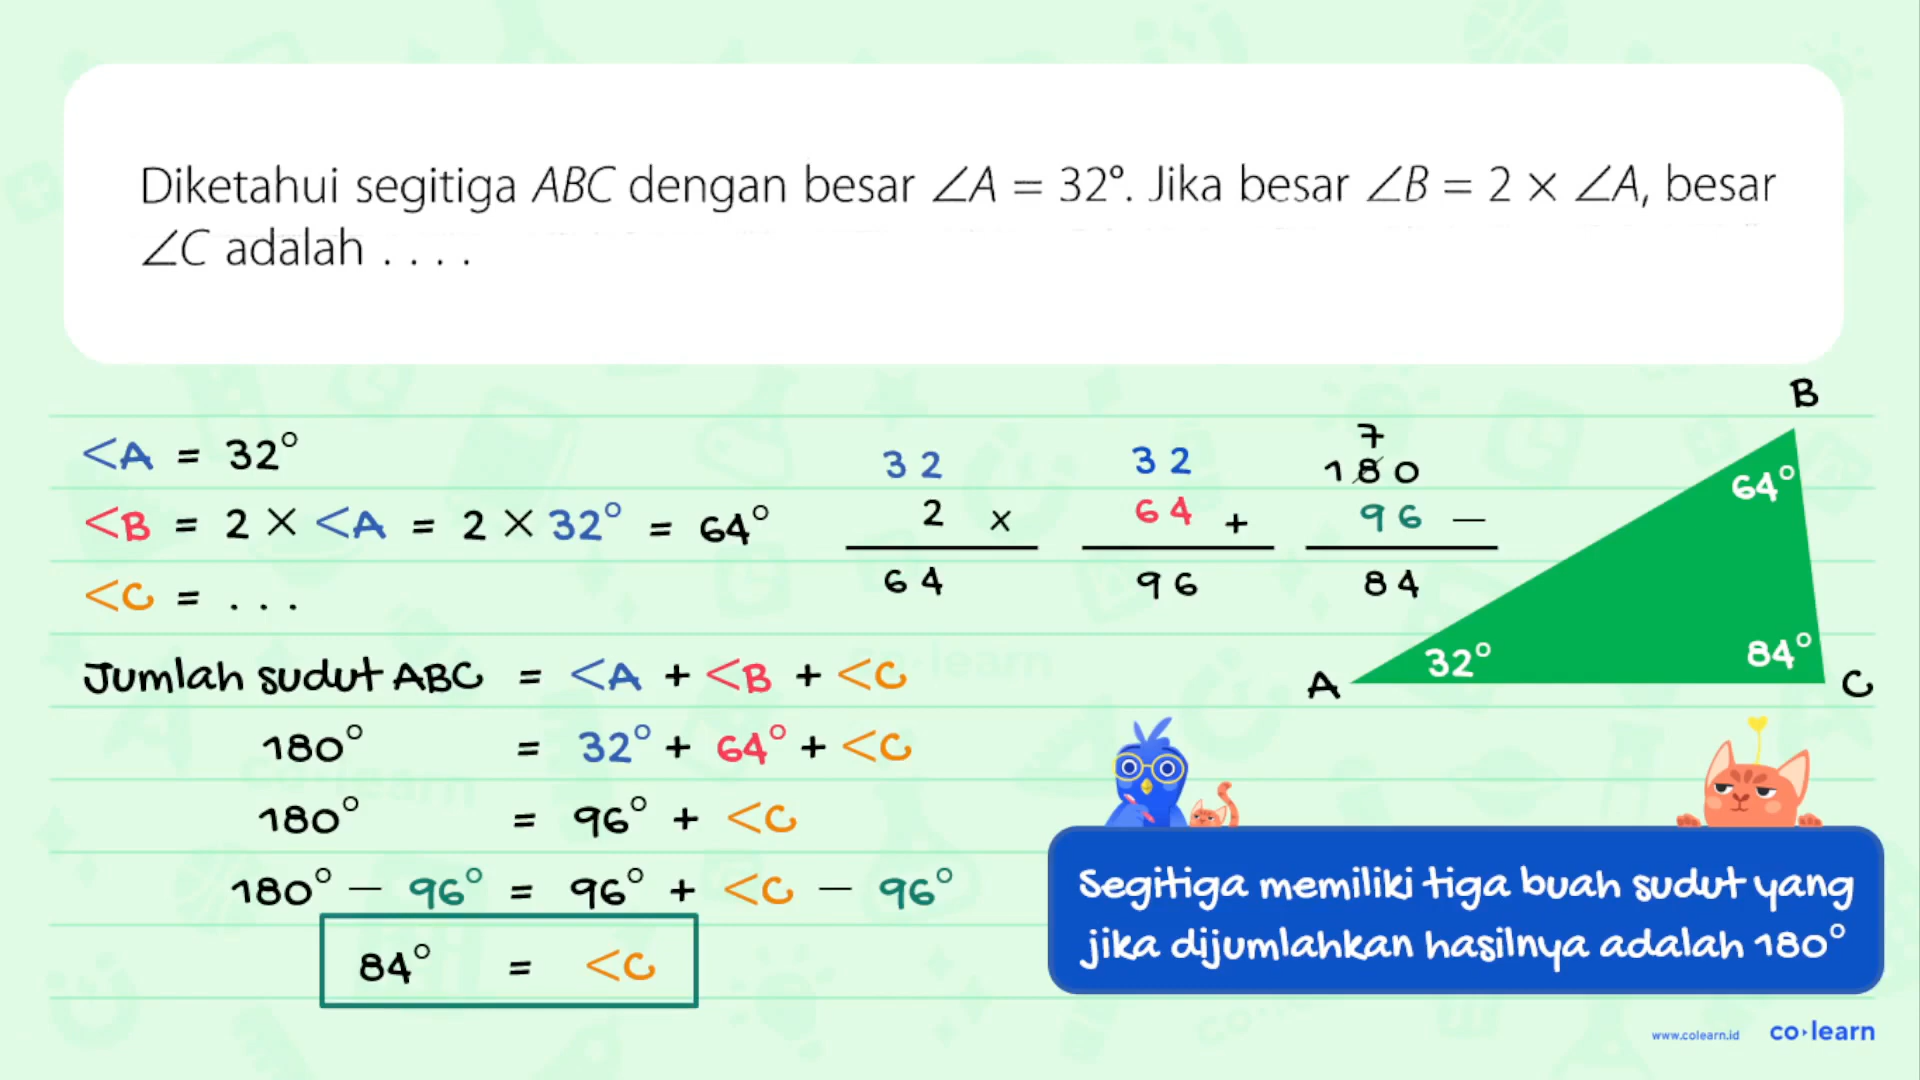 Diketahui segitiga ABC dengan besar ∠A = 32°. Jika besar ∠B = 2 × ∠A, besar
∠C adalah . . . .
B
<A = 32°
<B = 2 × <A = 2 × 32° = 64°
<C = . . .
32
2 ×
64
32
64 +
96
7
180
96 −
84
64°
32°
84°
A
C
Jumlah sudut ABC = <A + <B + <C
180° = 32° + 64° + <C
180° = 96° + <C
180° − 96° = 96° + <C − 96°
84° = <C
Segitiga memiliki tiga buah sudut yang
jika dijumlahkan hasilnya adalah 180°
www.colearn.id
co·learn